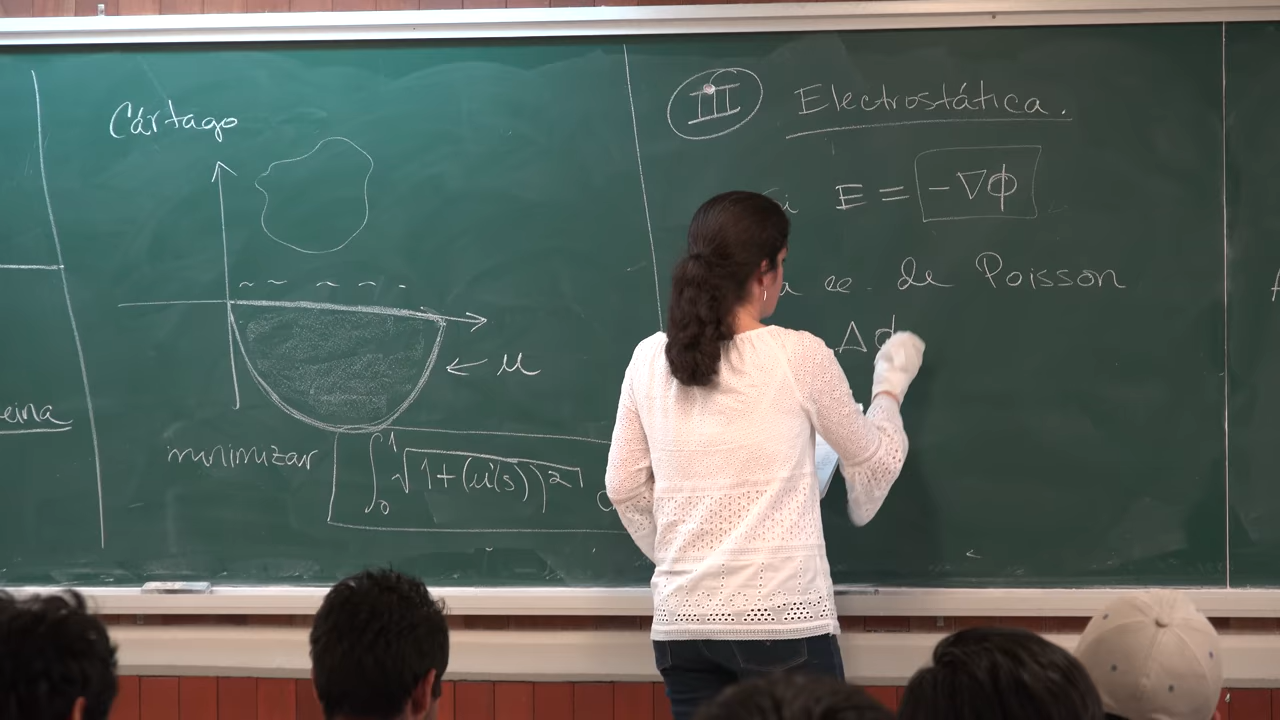 Cártago
u
minimizar ∫₀¹ √1+(u'(s))²
eina
III Electrostática.
E = -∇ϕ
ec. de Poisson
Δ